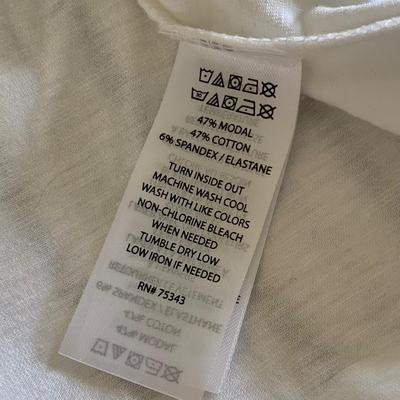 47% MODAL
47% COTTON
6% SPANDEX / ELASTANE
TURN INSIDE OUT
MACHINE WASH COOL
WASH WITH LIKE COLORS
NON-CHLORINE BLEACH
WHEN NEEDED
TUMBLE DRY LOW
LOW IRON IF NEEDED
RN# 75343